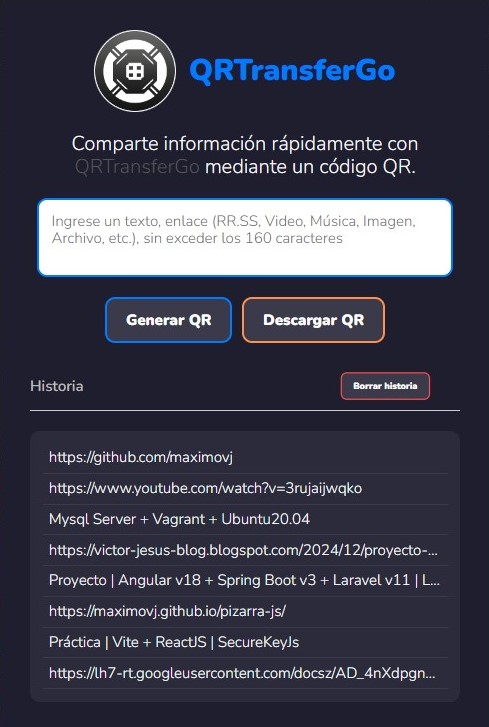 QRTransferGo
Comparte información rápidamente con
QRTransferGo mediante un código QR.
Ingrese un texto, enlace (RR.SS, Video, Música, Imagen,
Archivo, etc.), sin exceder los 160 caracteres
Generar QR
Descargar QR
Historia
Borrar historia
https://github.com/maximovj
https://www.youtube.com/watch?v=3rujaijwqko
Mysql Server + Vagrant + Ubuntu20.04
https://victor-jesus-blog.blogspot.com/2024/12/proyecto-...
Proyecto | Angular v18 + Spring Boot v3 + Laravel v11 | L...
https://maximovj.github.io/pizarra-js/
Práctica | Vite + ReactJS | SecureKeyJs
https://lh7-rt.googleusercontent.com/docsz/AD_4nXdpgn...